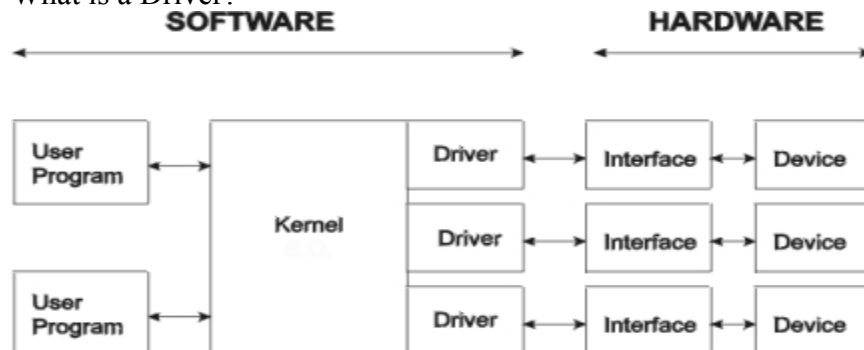 What is a Driver?
SOFTWARE HARDWARE
User
Program
Kernel
Driver
Interface
Device
Driver
Interface
Device
User
Program
Driver
Interface
Device